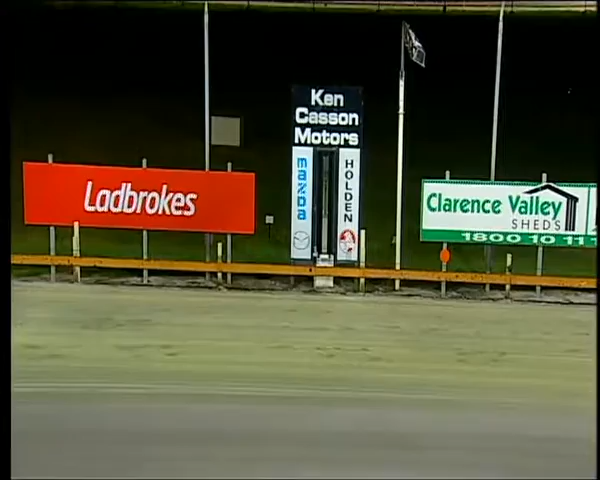 Ladbrokes
Ken
Casson
Motors
mazda
HOLDEN
Clarence Valley
SHEDS
1800 10 11